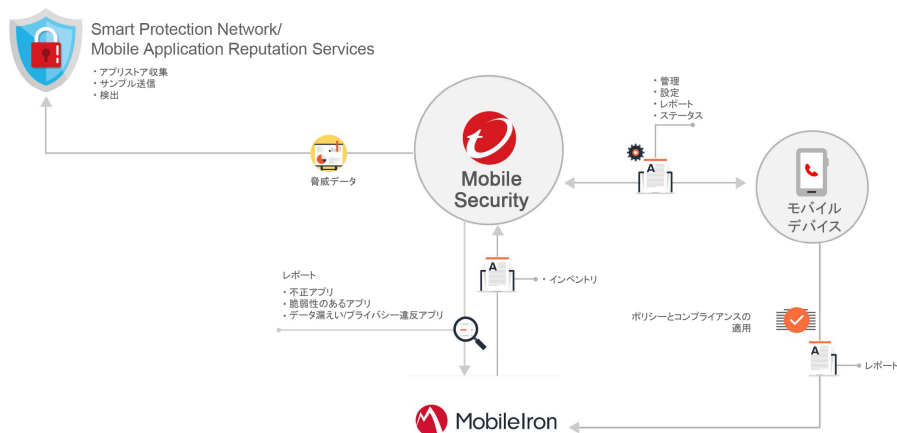 Smart Protection Network/
Mobile Application Reputation Services
・アプリストア収集
・サンプル送信
・検出
脅威データ
Mobile
Security
・管理
・設定
・レポート
・ステータス
A
モバイル
デバイス
レポート
・不正アプリ
・脆弱性のあるアプリ
・データ漏えい/プライバシー違反アプリ
A
・インベントリ
ポリシーとコンプライアンスの
適用
A
レポート
MobileIron